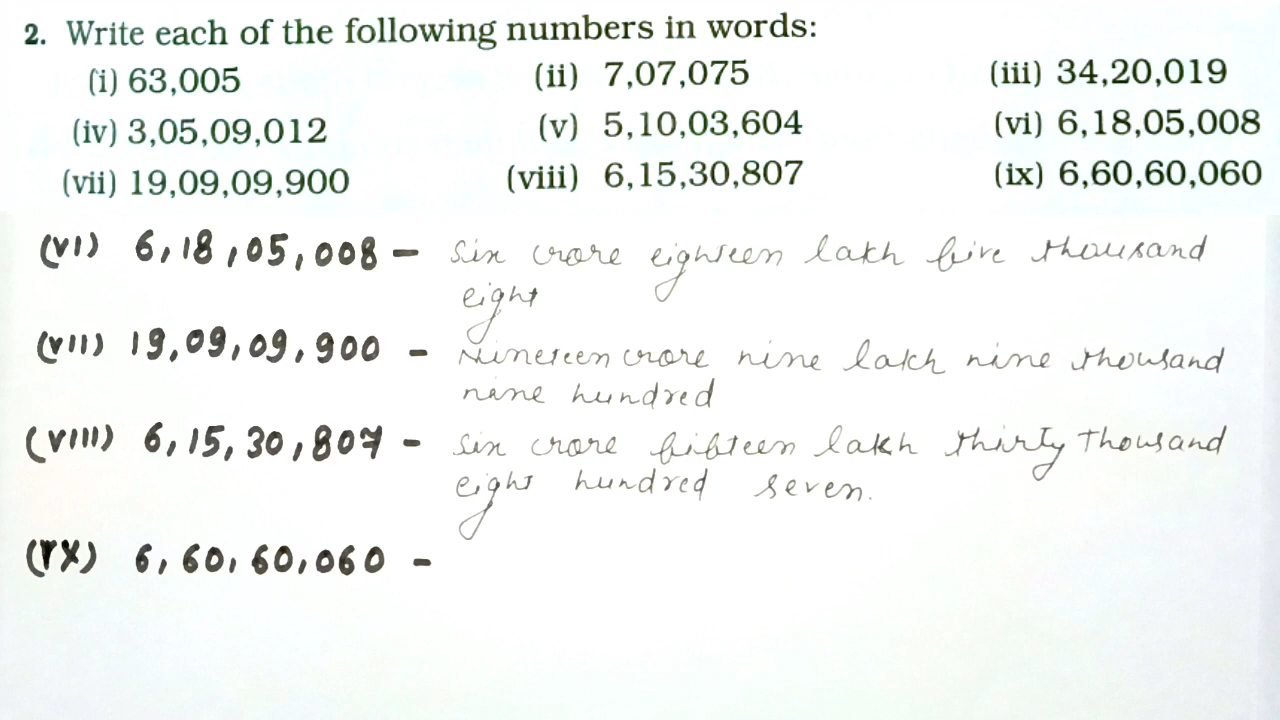 2. Write each of the following numbers in words:
(i) 63,005 (ii) 7,07,075 (iii) 34,20,019
(iv) 3,05,09,012 (v) 5,10,03,604 (vi) 6,18,05,008
(vii) 19,09,09,900 (viii) 6,15,30,807 (ix) 6,60,60,060
(VI) 6,18,05,008 - Six crore eighteen lakh five thousand
eight
(VII) 19,09,09,900 - Nineteen crore nine lakh nine thousand
nine hundred
(VIII) 6,15,30,807 - Six crore fifteen lakh thirty thousand
eight hundred seven.
(IX) 6,60,60,060 -